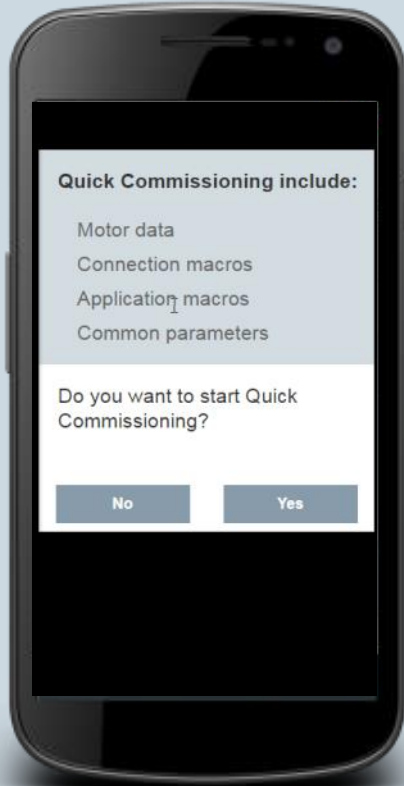 Quick Commissioning include:
Motor data
Connection macros
Application macros
Common parameters
Do you want to start Quick
Commissioning?
No
Yes